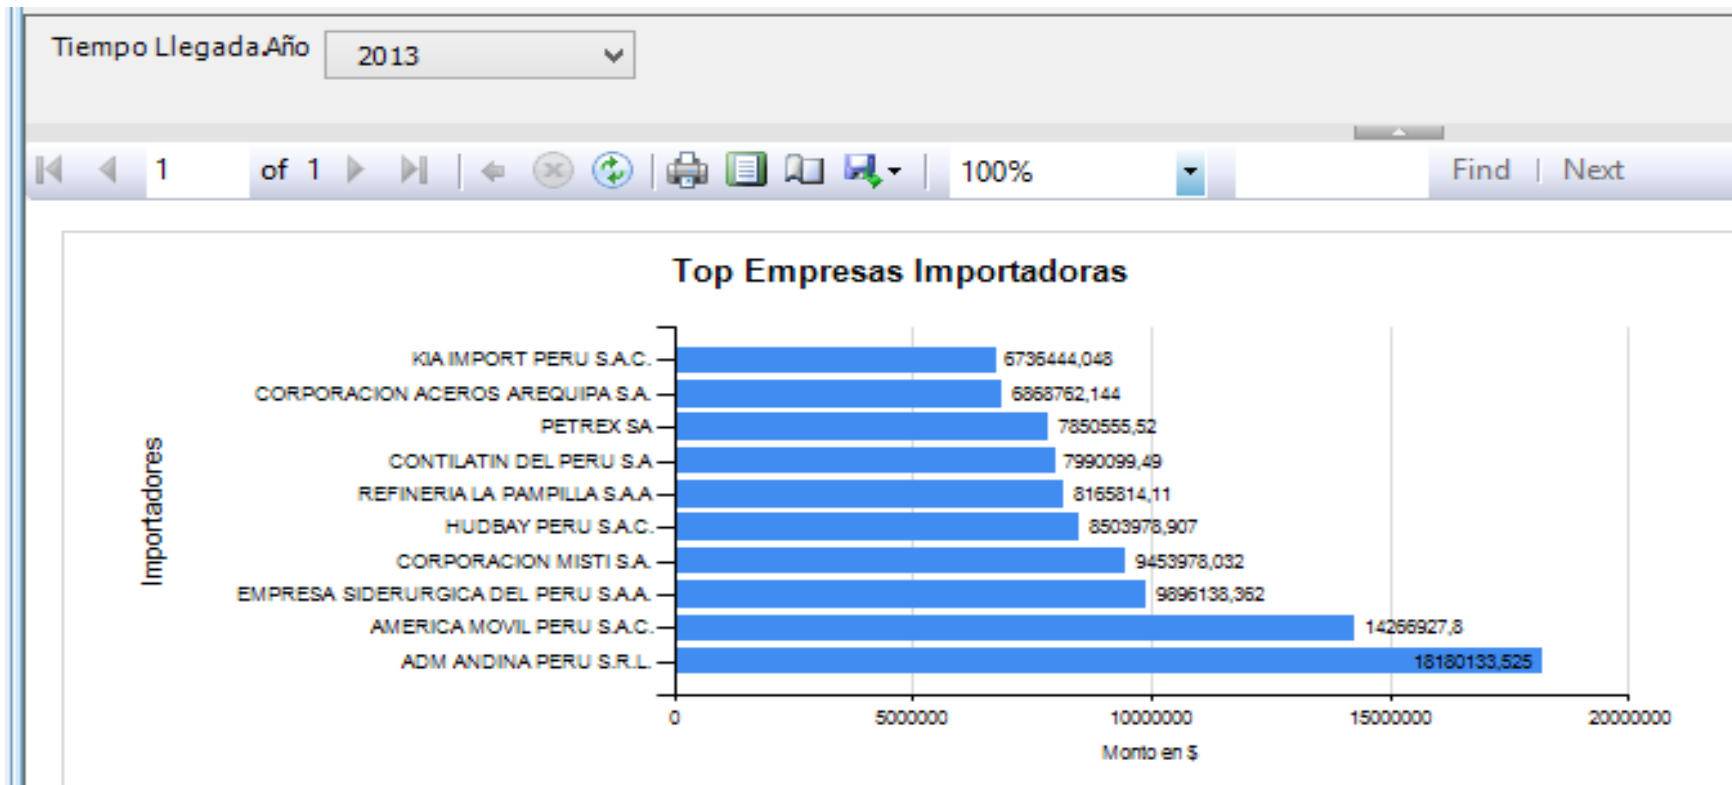 Tiempo Llegada.Año 2013
1 of 1 100% Find | Next
Top Empresas Importadoras
Importadores
KIA IMPORT PERU S.A.C. 6736444,048
CORPORACION ACEROS AREQUIPA S.A. 6868762,144
PETREX SA 7850555,52
CONTILATIN DEL PERU S.A 7990099,49
REFINERIA LA PAMPILLA S.A.A 8165814,11
HUDBAY PERU S.A.C. 8503978,907
CORPORACION MISTI S.A. 9453978,032
EMPRESA SIDERURGICA DEL PERU S.A.A. 9896138,362
AMERICA MOVIL PERU S.A.C. 14266927,8
ADM ANDINA PERU S.R.L. 18180133,525
0 5000000 10000000 15000000 20000000
Monto en $